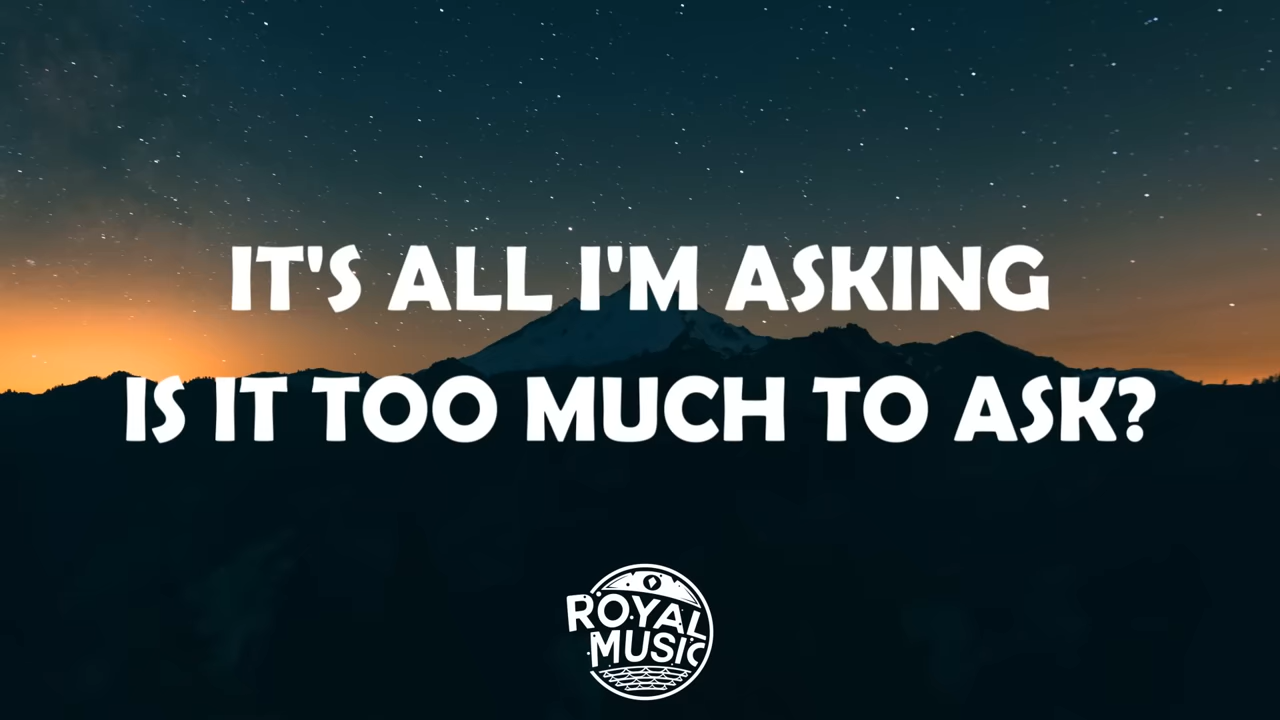 IT'S ALL I'M ASKING
IS IT TOO MUCH TO ASK?
ROYAL
MUSIC